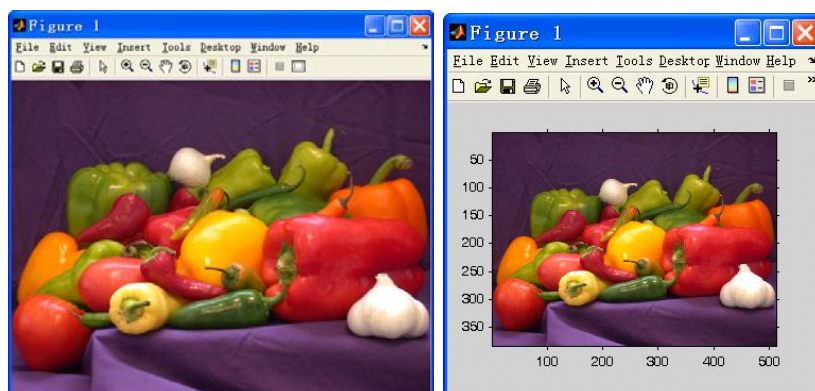 Figure 1
File Edit View Insert Tools Desktop Window Help
Figure 1
File Edit View Insert Tools Desktop Window Help
50
100
150
200
250
300
350
100 200 300 400 500